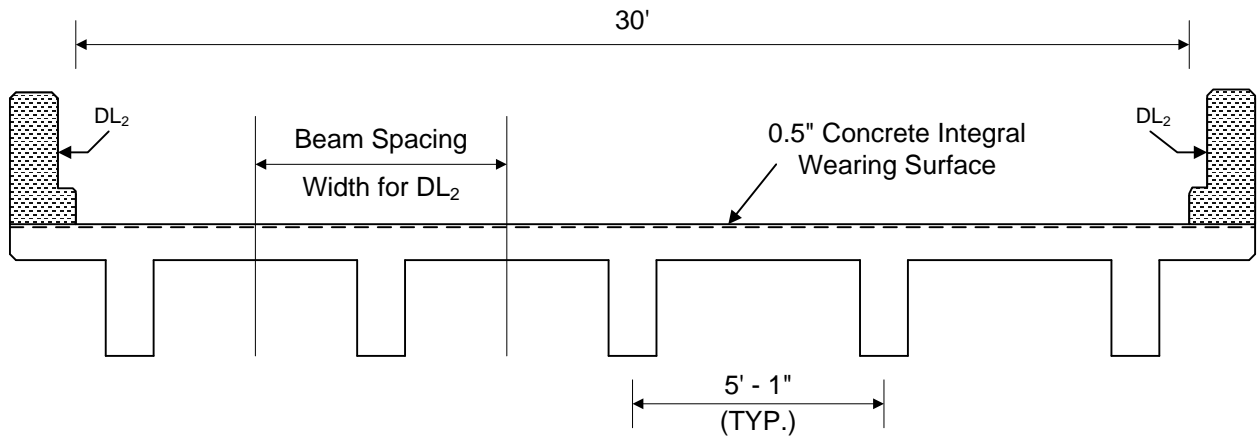 30'
DL₂
DL₂
Beam Spacing
Width for DL₂
0.5" Concrete Integral
Wearing Surface
5' - 1"
(TYP.)